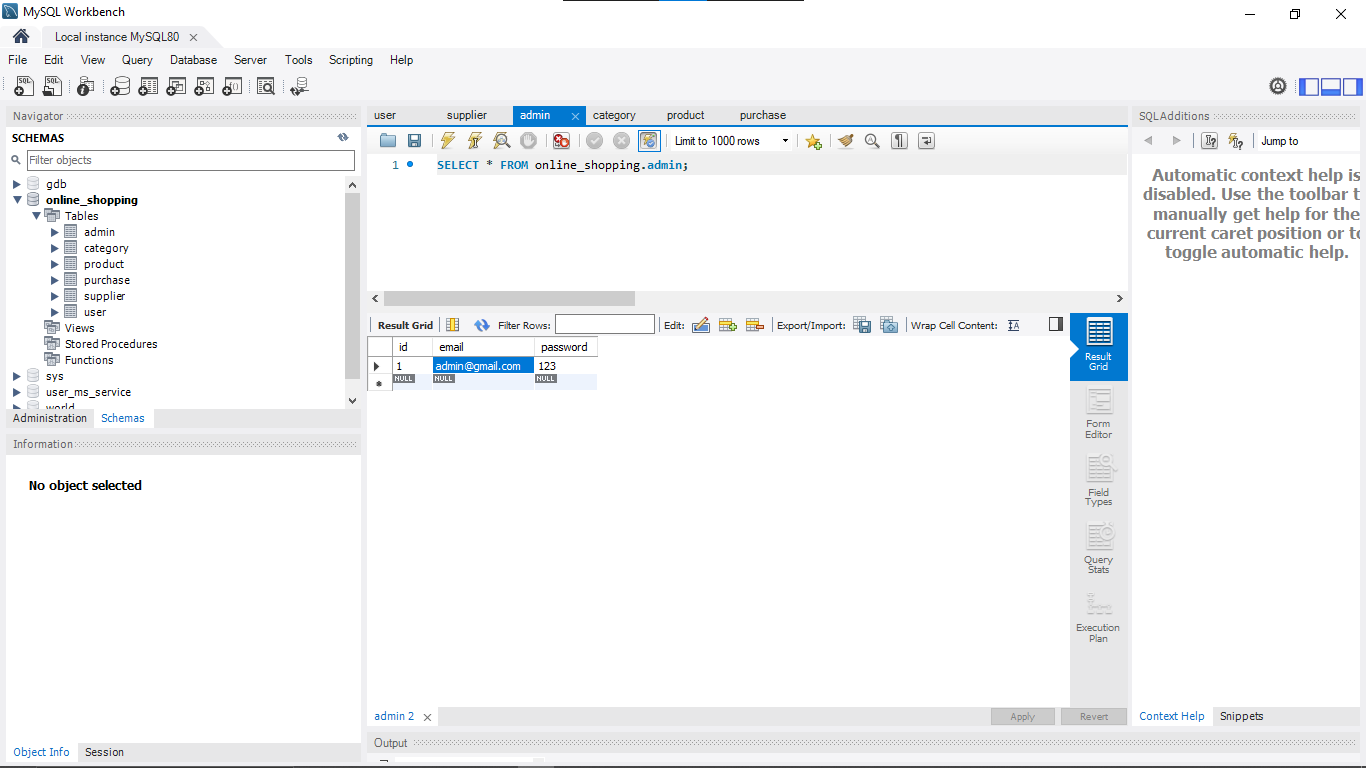 MySQL Workbench
Local instance MySQL80
File Edit View Query Database Server Tools Scripting Help
Navigator
SCHEMAS
Filter objects
gdb
online_shopping
Tables
admin
category
product
purchase
supplier
user
Views
Stored Procedures
Functions
sys
user_ms_service
world
Administration Schemas
Information
No object selected
Object Info Session
user supplier admin category product purchase
Limit to 1000 rows
1 SELECT * FROM online_shopping.admin;
Result Grid Filter Rows: Edit: Export/Import: Wrap Cell Content:
id email password
1 admin@gmail.com 123
NULL NULL NULL
Result
Grid
Form
Editor
Field
Types
Query
Stats
Execution
Plan
admin 2 Apply Revert
Output
SQLAdditions
Jump to
Automatic context help is
disabled. Use the toolbar t
manually get help for the
current caret position or to
toggle automatic help.
Context Help Snippets